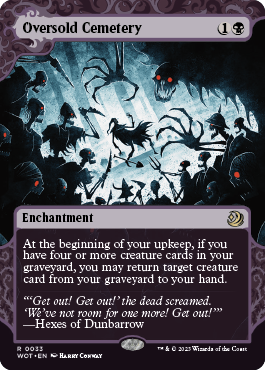 Oversold Cemetery 1
Enchantment
At the beginning of your upkeep, if you
have four or more creature cards in your
graveyard, you may return target creature
card from your graveyard to your hand.
“‘Get out! Get out!’ the dead screamed.
‘We’ve not room for one more! Get out!’”
—Hexes of Dunbarrow
R 0033
WOT • EN Harry Conway
™ & © 2023 Wizards of the Coast